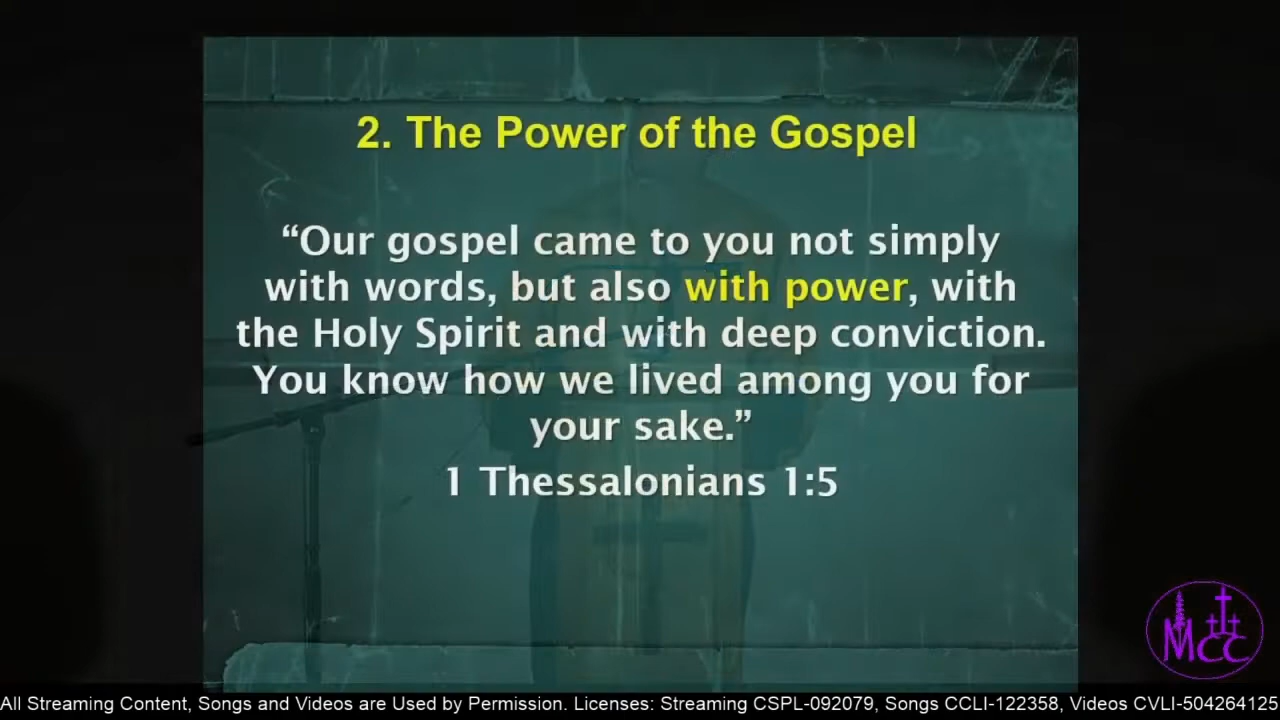 2. The Power of the Gospel
“Our gospel came to you not simply
with words, but also with power, with
the Holy Spirit and with deep conviction.
You know how we lived among you for
your sake.”
1 Thessalonians 1:5
MCC
All Streaming Content, Songs and Videos are Used by Permission. Licenses: Streaming CSPL-092079, Songs CCLI-122358, Videos CVLI-504264125